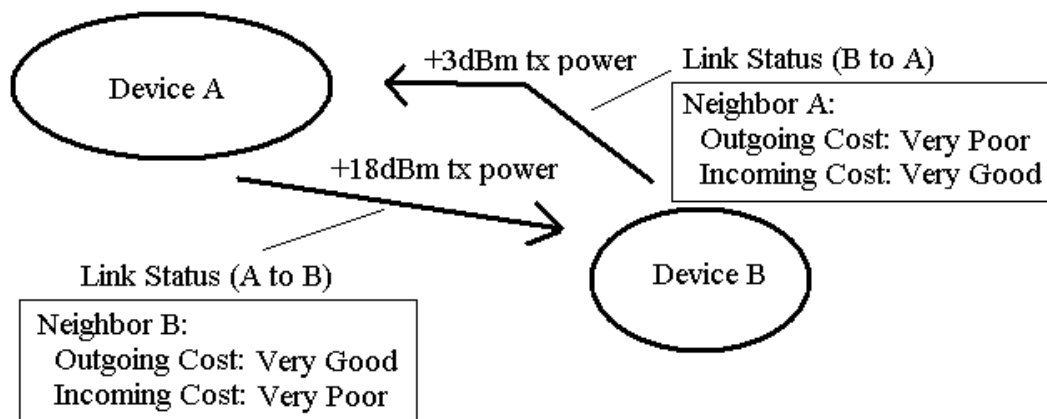 Device A
+3dBm tx power
Link Status (B to A)
Neighbor A:
Outgoing Cost: Very Poor
Incoming Cost: Very Good
+18dBm tx power
Link Status (A to B)
Neighbor B:
Outgoing Cost: Very Good
Incoming Cost: Very Poor
Device B